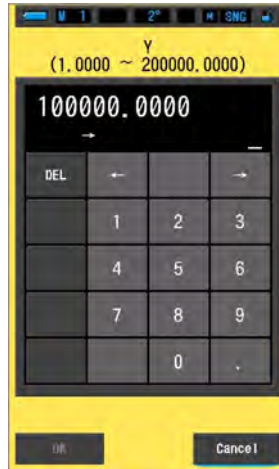 M 1 2° M SNG
Y
(1.0000 ~ 200000.0000)
100000.0000
→
DEL ← →
1 2 3
4 5 6
7 8 9
0 .
OK Cancel